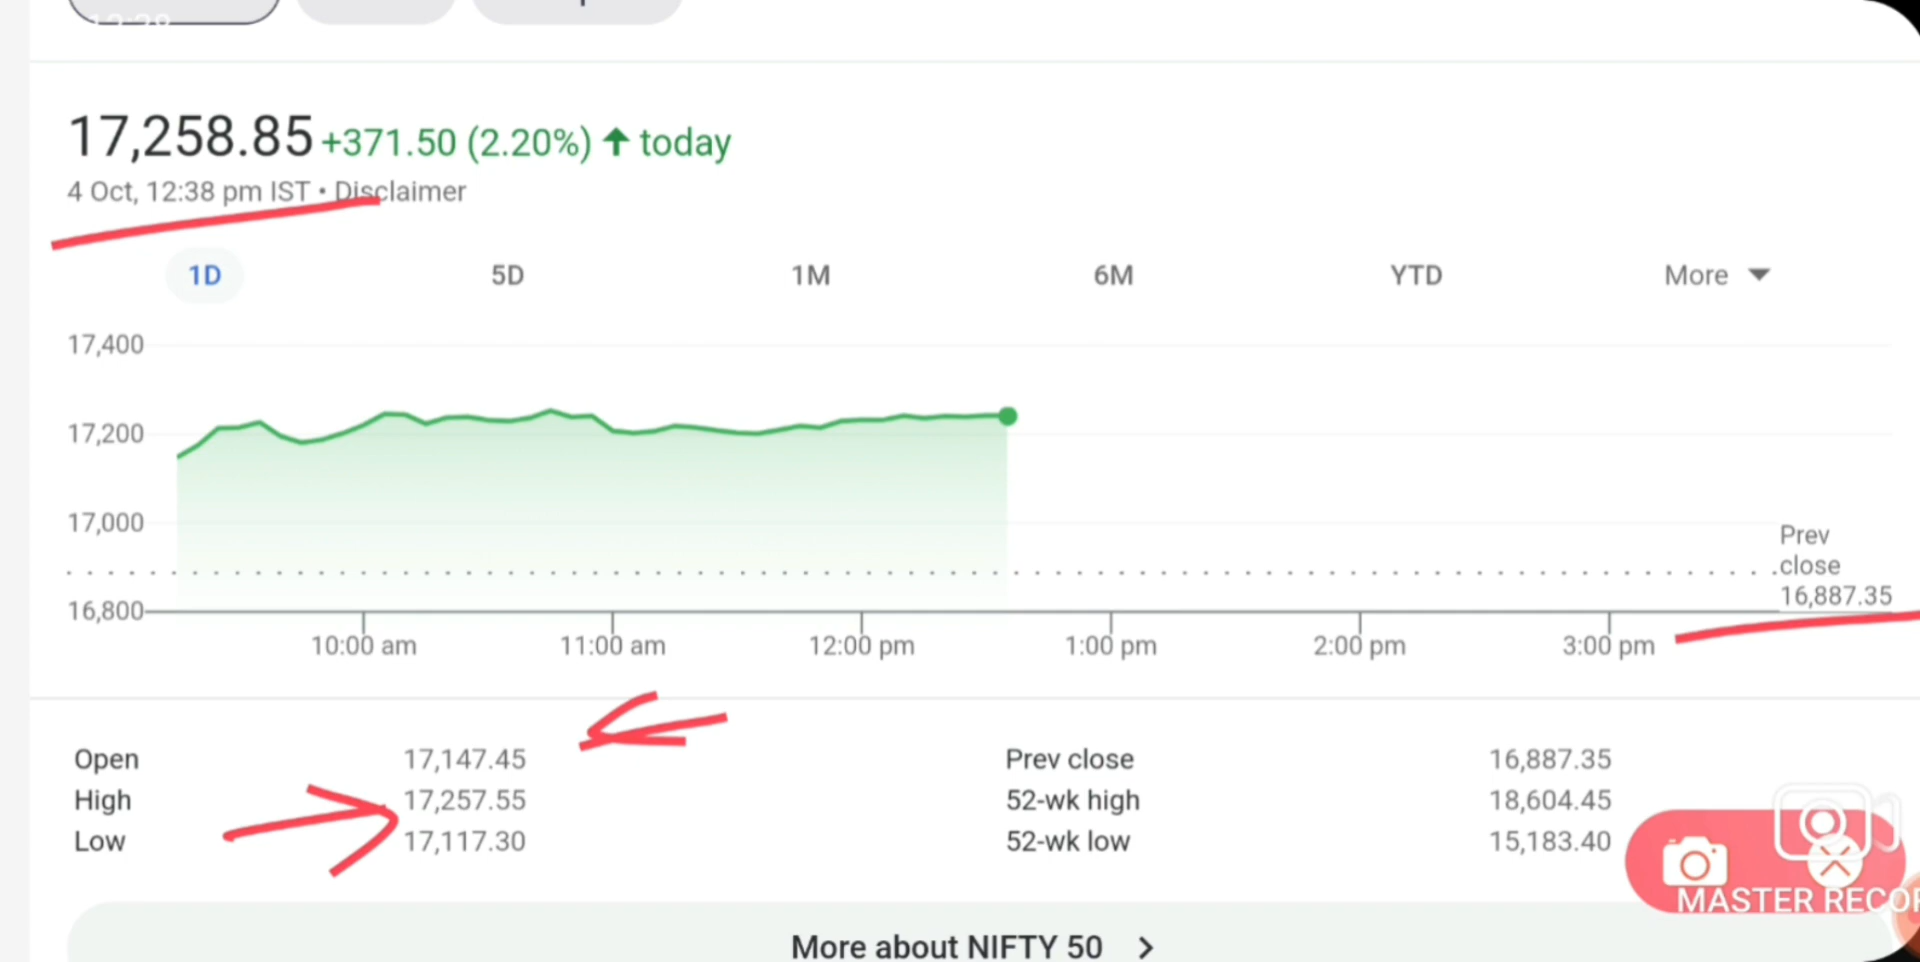 12:38
17,258.85 +371.50 (2.20%) ↑ today
4 Oct, 12:38 pm IST • Disclaimer
1D 5D 1M 6M YTD More
17,400
17,200
17,000
16,800
Prev
close
16,887.35
10:00 am 11:00 am 12:00 pm 1:00 pm 2:00 pm 3:00 pm
Open 17,147.45 Prev close 16,887.35
High 17,257.55 52-wk high 18,604.45
Low 17,117.30 52-wk low 15,183.40
MASTER RECOR
More about NIFTY 50 >